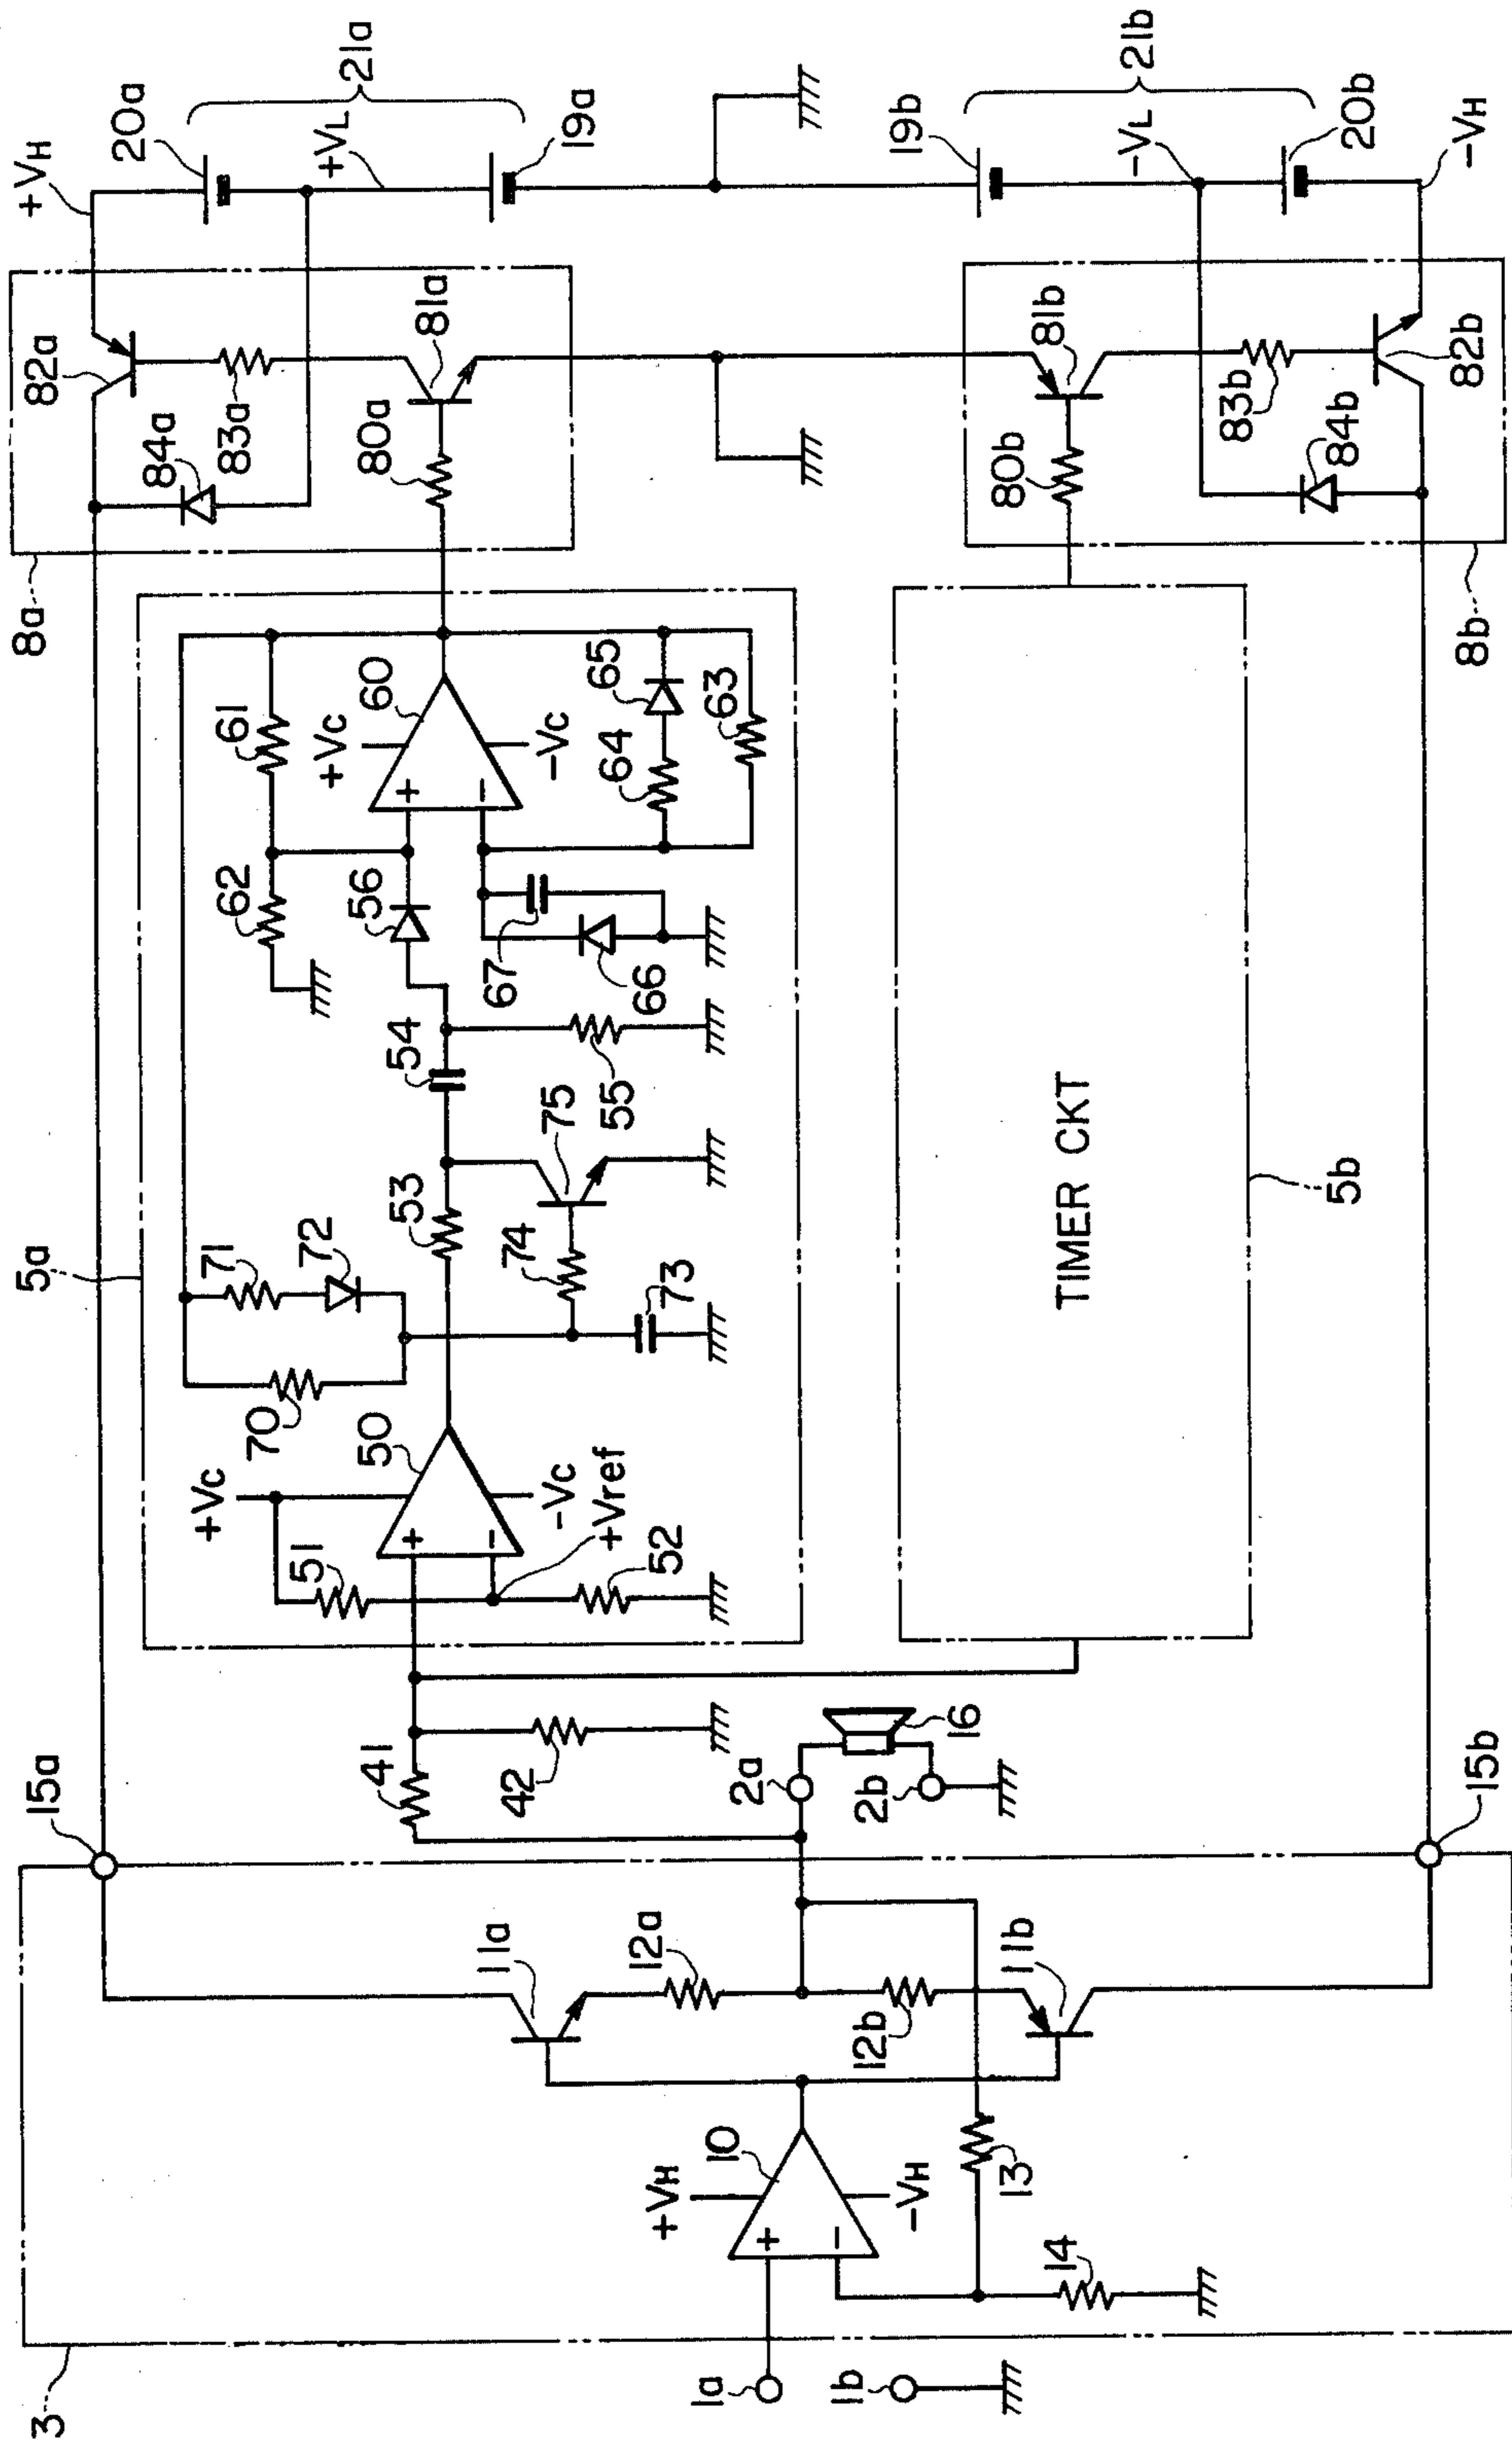 3
1a
1b
+VH
10
+
-
-VH
14
13
11a
12a
12b
11b
15a
15b
41
42
2a
2b
16
5a
+Vc
51
50
+
-
-Vc
+Vref
52
70
71
72
53
74
73
75
54
55
62
56
67
66
61
+Vc
60
+
-
-Vc
64
65
63
TIMER CKT
5b
8a
84a
82a
83a
80a
81a
80b
81b
83b
84b
82b
8b
+VH
20a
+VL
21a
19a
19b
-VL
21b
20b
-VH